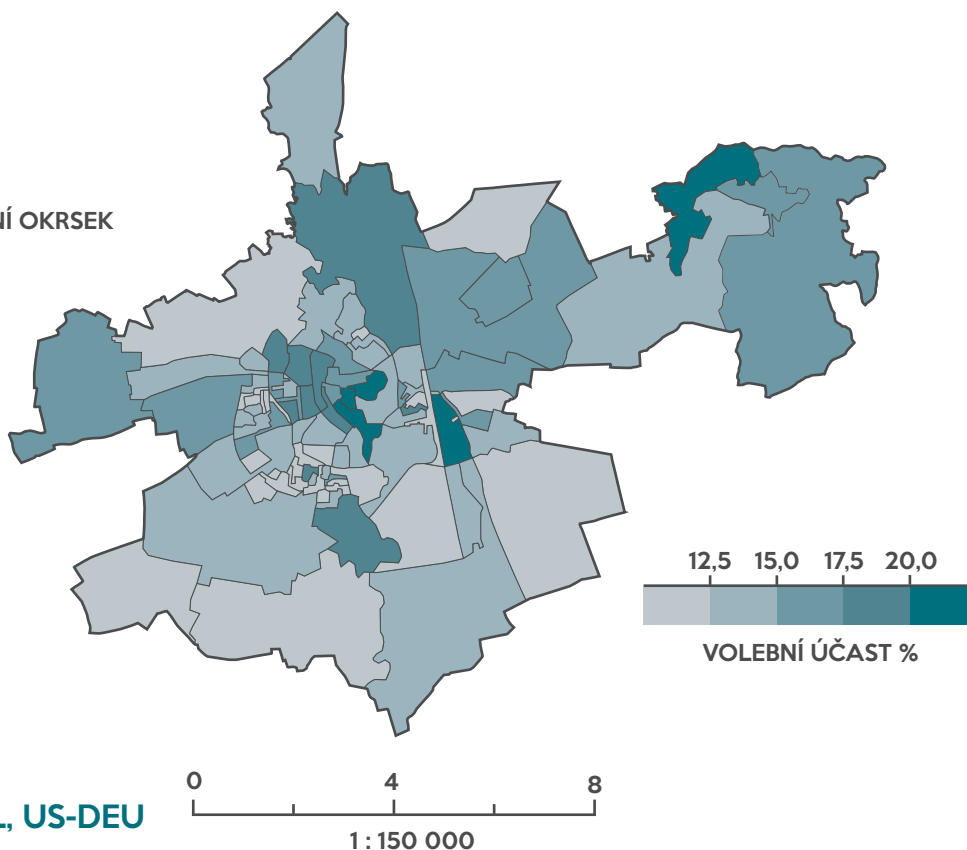 NÍ OKRSEK
12,5 15,0 17,5 20,0
VOLEBNÍ ÚČAST %
0 4 8
, US-DEU
1 : 150 000